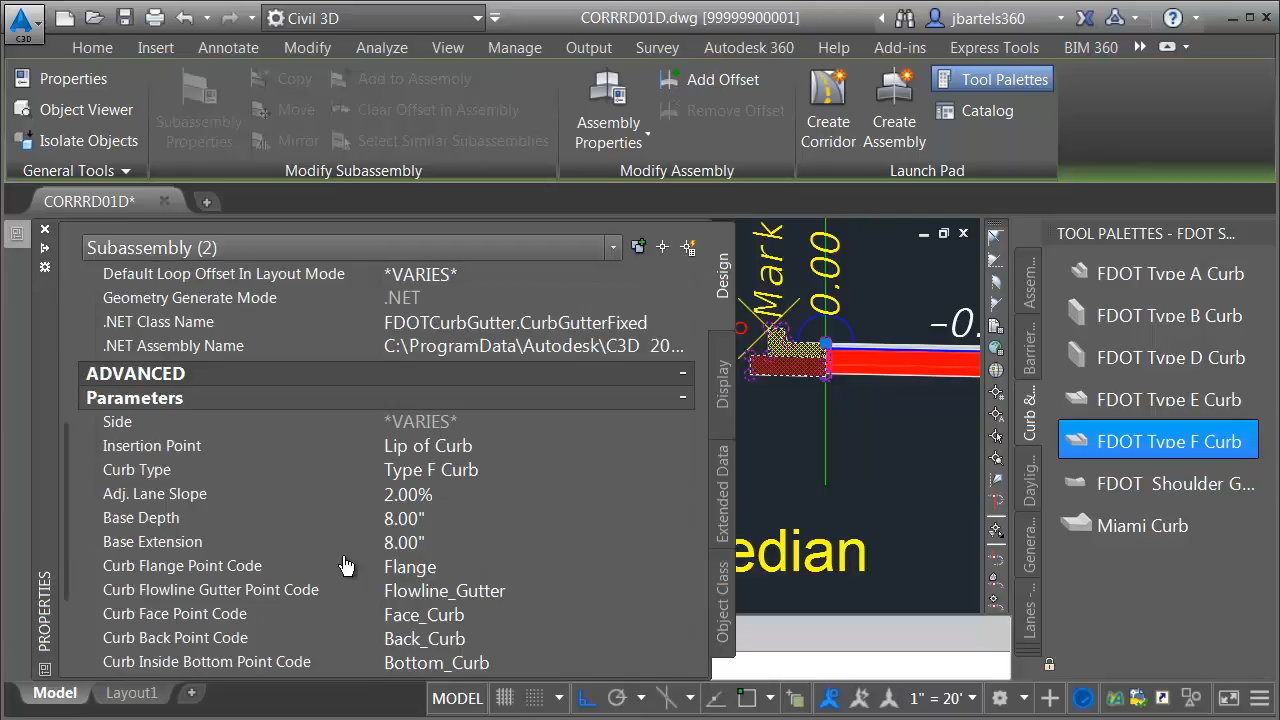 Civil 3D
CORRRD01D.dwg [99999900001]
jbartels360
C3D
Home Insert Annotate Modify Analyze View Manage Output Survey Autodesk 360 Help Add-ins Express Tools BIM 360
Properties
Object Viewer
Isolate Objects
General Tools
Subassembly Properties
Copy
Move
Mirror
Add to Assembly
Clear Offset in Assembly
Select Similar Subassemblies
Modify Subassembly
Assembly Properties
Add Offset
Remove Offset
Modify Assembly
Create Corridor
Create Assembly
Tool Palettes
Catalog
Launch Pad
CORRRD01D*
Subassembly (2)
Default Loop Offset In Layout Mode *VARIES*
Geometry Generate Mode .NET
.NET Class Name FDOTCurbGutter.CurbGutterFixed
.NET Assembly Name C:\ProgramData\Autodesk\C3D 20...
ADVANCED
Parameters
Side *VARIES*
Insertion Point Lip of Curb
Curb Type Type F Curb
Adj. Lane Slope 2.00%
Base Depth 8.00"
Base Extension 8.00"
Curb Flange Point Code Flange
Curb Flowline Gutter Point Code Flowline_Gutter
Curb Face Point Code Face_Curb
Curb Back Point Code Back_Curb
Curb Inside Bottom Point Code Bottom_Curb
PROPERTIES
Design
Display
Extended Data
Object Class
Mark
0.00
-0.
edian
TOOL PALETTES - FDOT S...
Assem...
Barrier...
Curb &...
Daylig...
Genera...
Lanes -...
FDOT Type A Curb
FDOT Type B Curb
FDOT Type D Curb
FDOT Type E Curb
FDOT Type F Curb
FDOT Shoulder G...
Miami Curb
Model Layout1
MODEL
1" = 20'